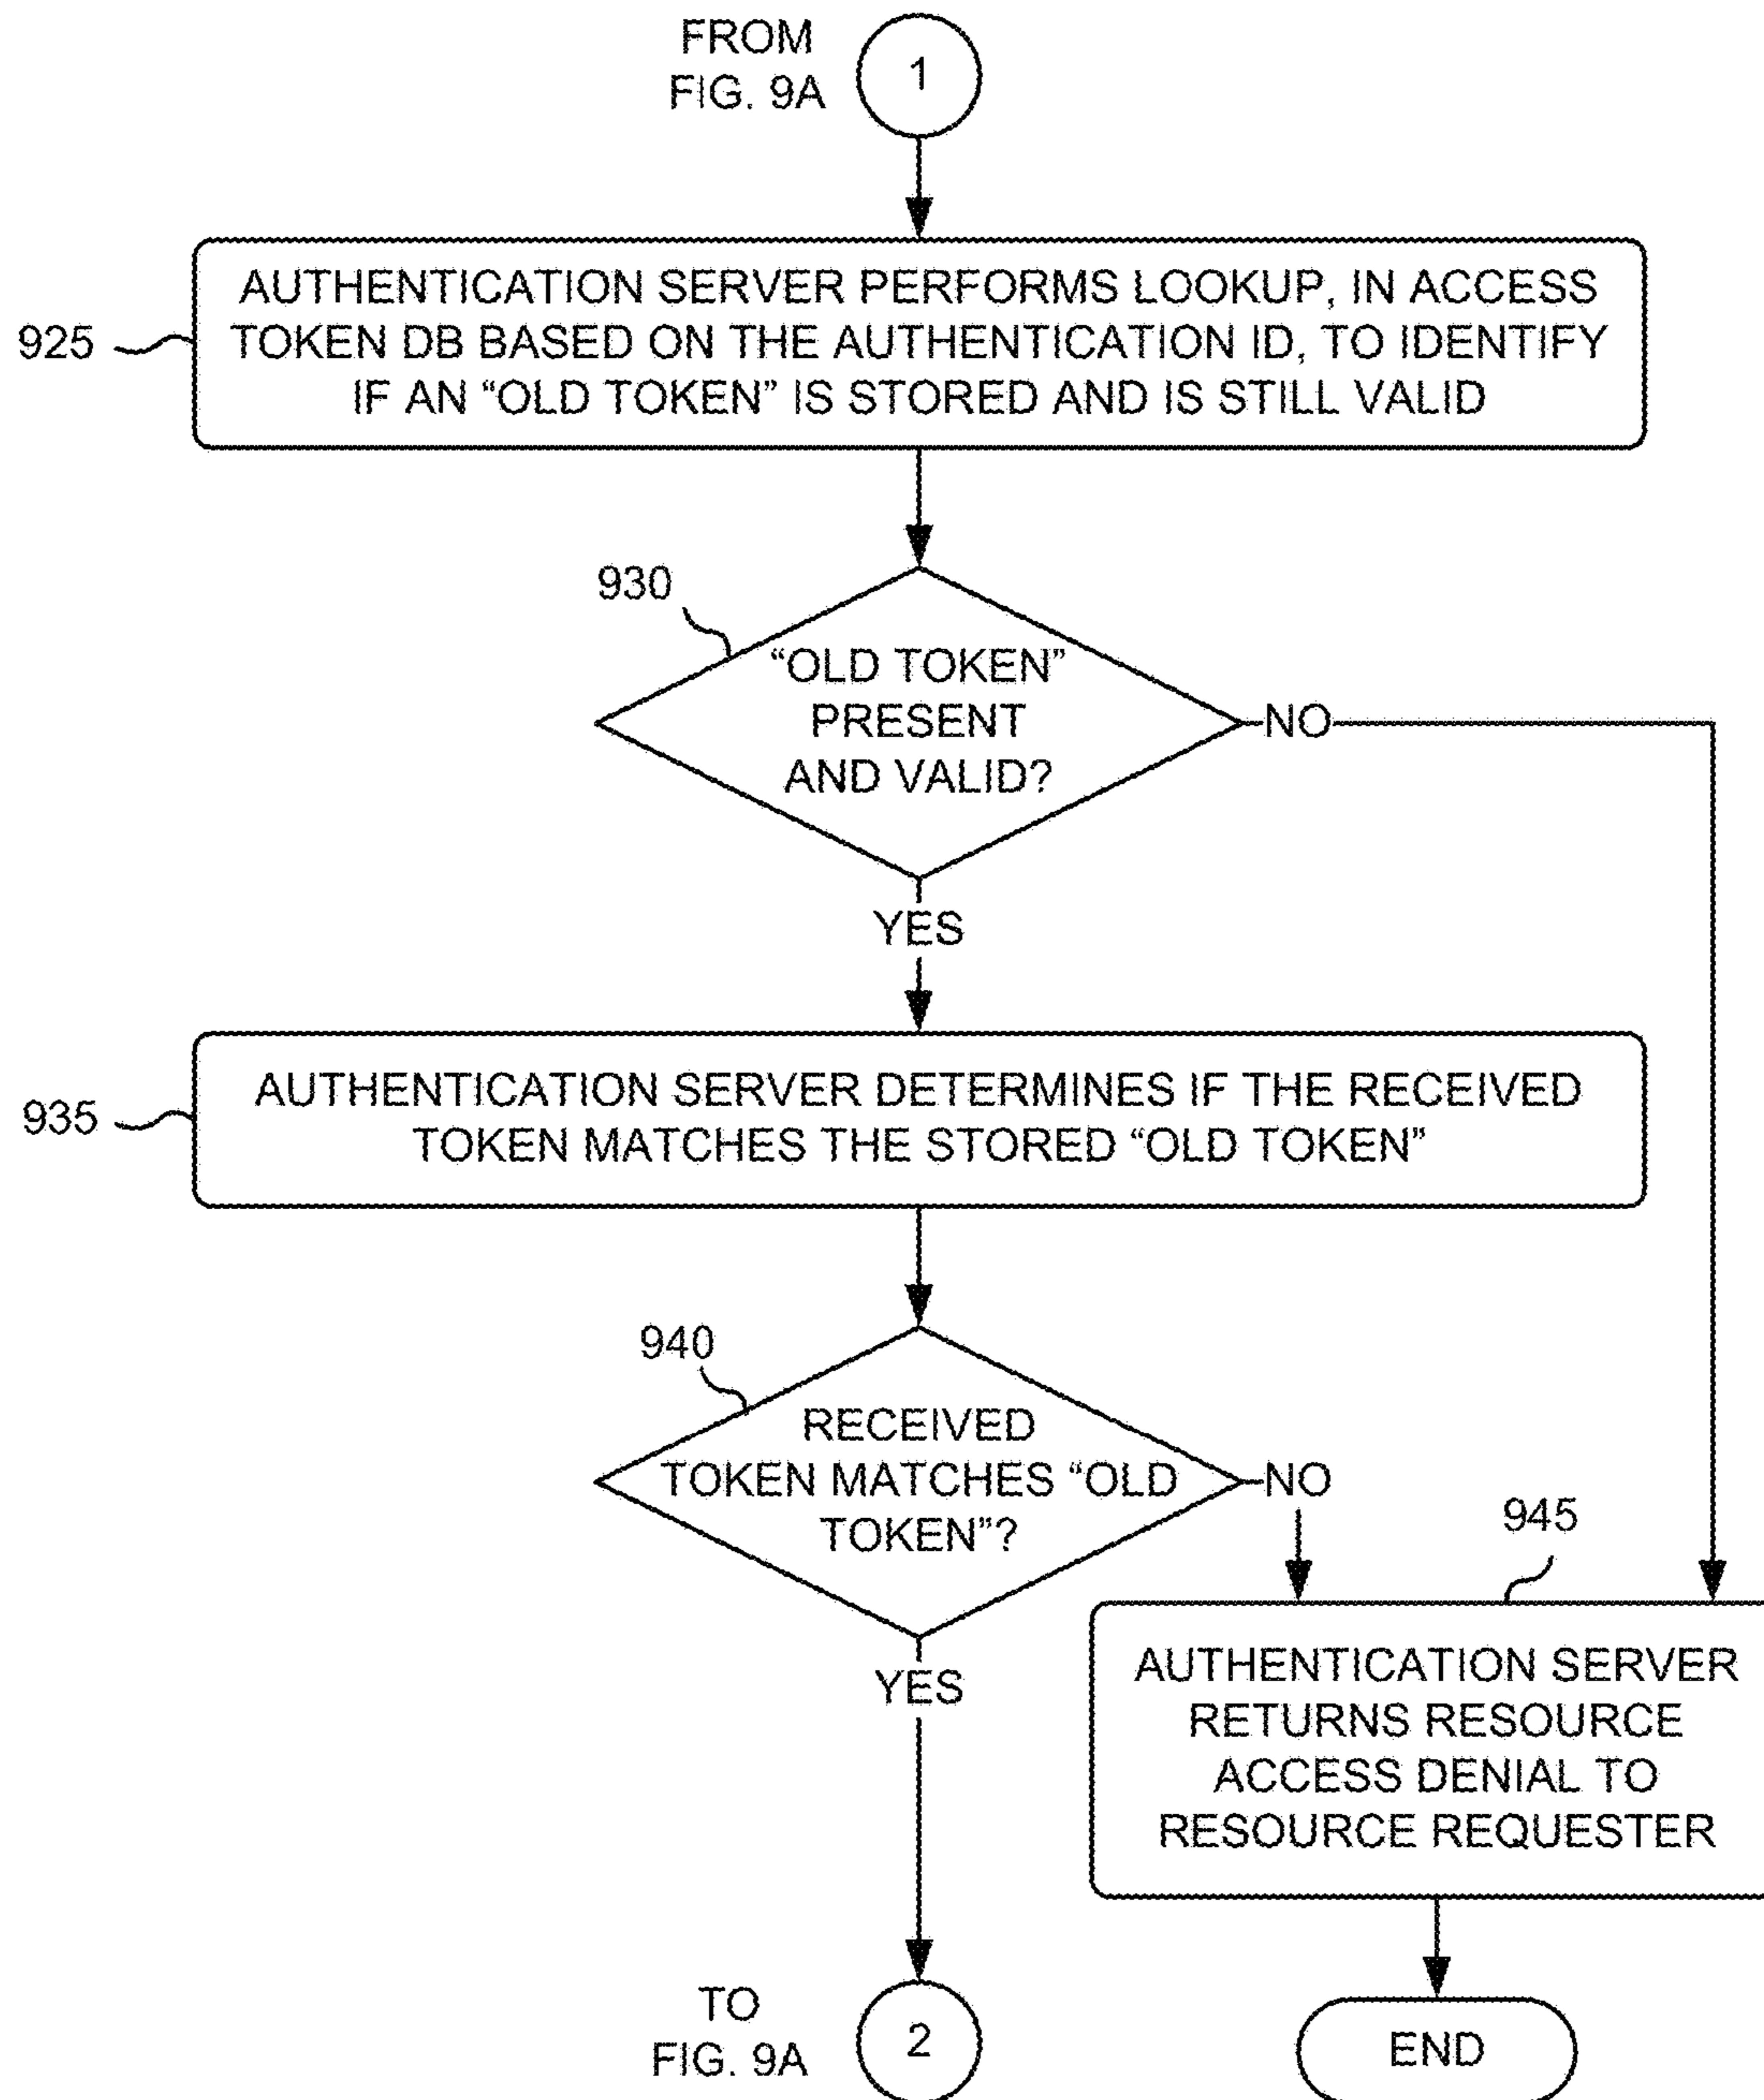 FROM
FIG. 9A
1
925
AUTHENTICATION SERVER PERFORMS LOOKUP, IN ACCESS
TOKEN DB BASED ON THE AUTHENTICATION ID, TO IDENTIFY
IF AN “OLD TOKEN” IS STORED AND IS STILL VALID
930
“OLD TOKEN”
PRESENT
AND VALID?
NO
YES
935
AUTHENTICATION SERVER DETERMINES IF THE RECEIVED
TOKEN MATCHES THE STORED “OLD TOKEN”
940
RECEIVED
TOKEN MATCHES “OLD
TOKEN”?
NO
YES
945
AUTHENTICATION SERVER
RETURNS RESOURCE
ACCESS DENIAL TO
RESOURCE REQUESTER
TO
FIG. 9A
2
END